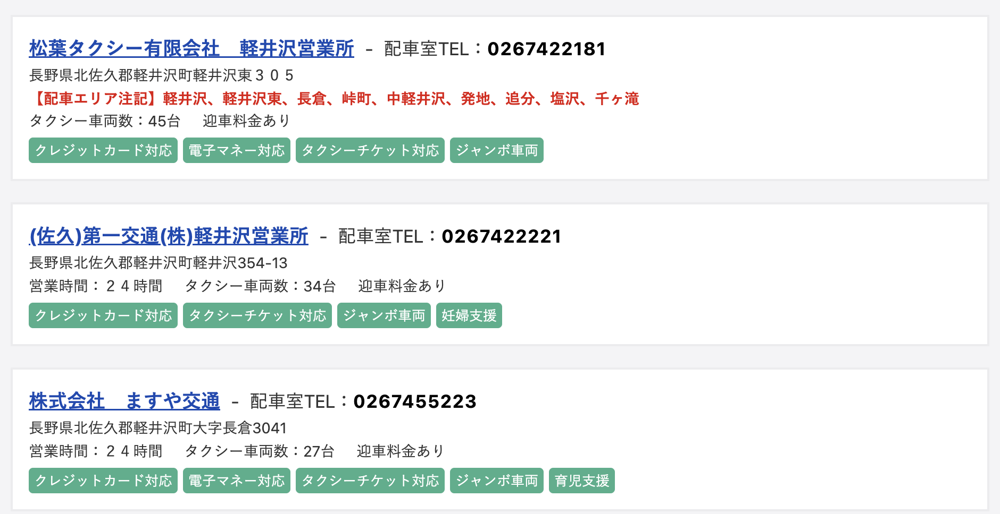 松葉タクシー有限会社　軽井沢営業所 - 配車室TEL：0267422181
長野県北佐久郡軽井沢町軽井沢東３０５
【配車エリア注記】軽井沢、軽井沢東、長倉、峠町、中軽井沢、発地、追分、塩沢、千ヶ滝
タクシー車両数：45台　迎車料金あり
クレジットカード対応 電子マネー対応 タクシーチケット対応 ジャンボ車両
(佐久)第一交通(株)軽井沢営業所 - 配車室TEL：0267422221
長野県北佐久郡軽井沢町軽井沢354-13
営業時間：２４時間　タクシー車両数：34台　迎車料金あり
クレジットカード対応 タクシーチケット対応 ジャンボ車両 妊婦支援
株式会社　ますや交通 - 配車室TEL：0267455223
長野県北佐久郡軽井沢町大字長倉3041
営業時間：２４時間　タクシー車両数：27台　迎車料金あり
クレジットカード対応 電子マネー対応 タクシーチケット対応 ジャンボ車両 育児支援